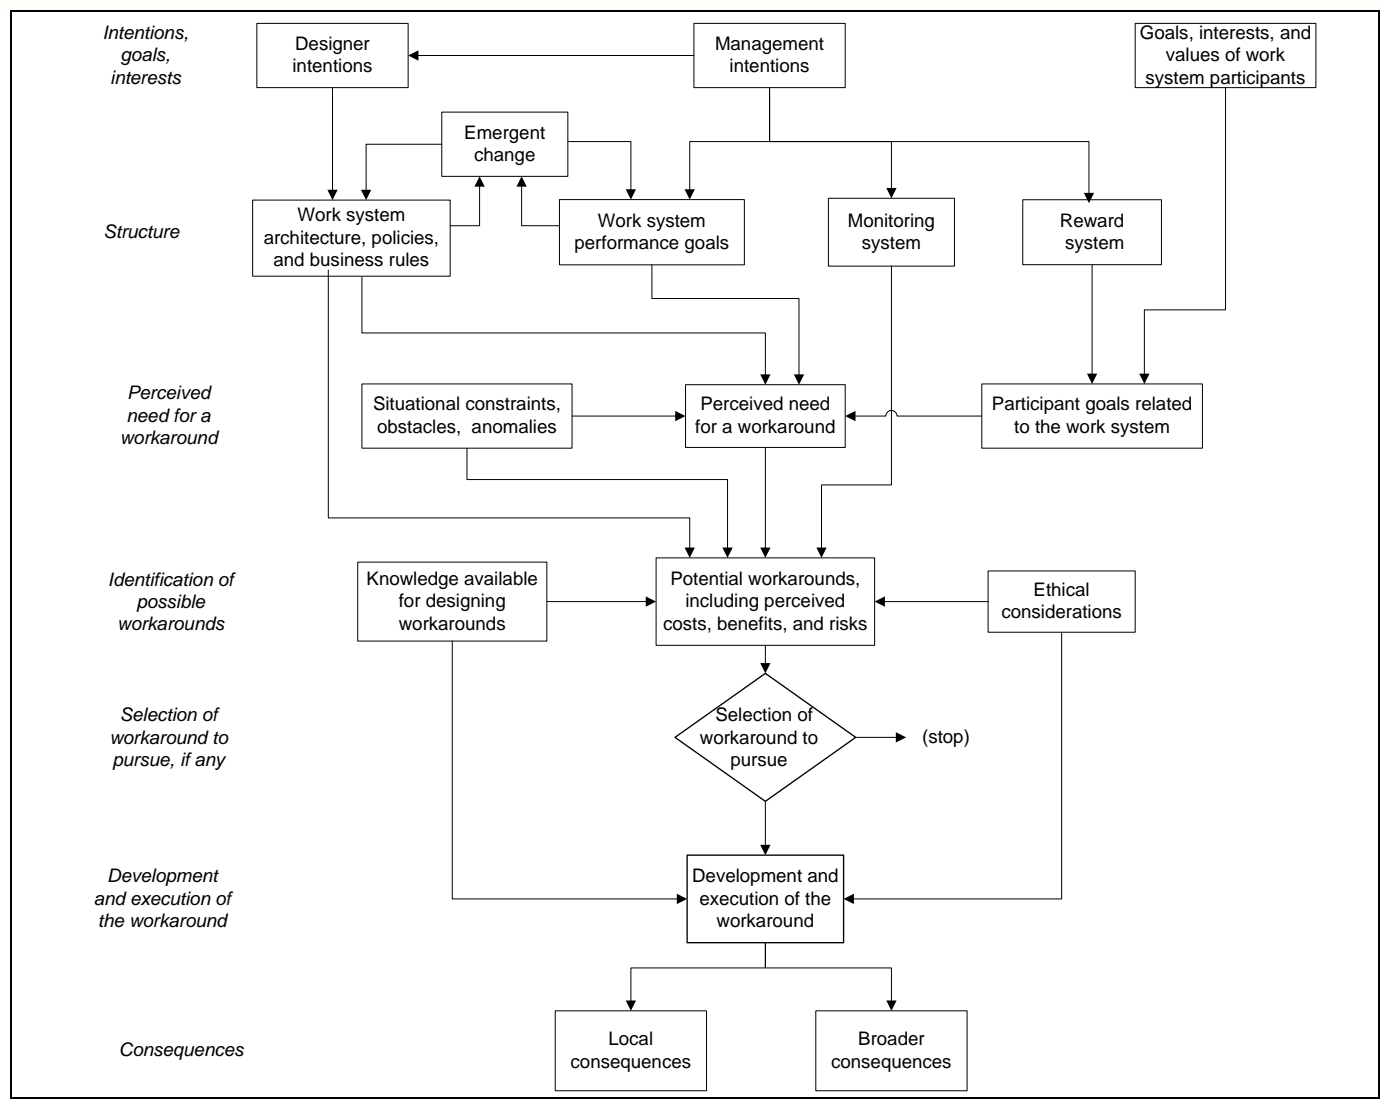 Intentions,
goals,
interests
Designer
intentions
Management
intentions
Goals, interests, and
values of work
system participants
Emergent
change
Structure
Work system
architecture, policies,
and business rules
Work system
performance goals
Monitoring
system
Reward
system
Perceived
need for a
workaround
Situational constraints,
obstacles, anomalies
Perceived need
for a workaround
Participant goals related
to the work system
Identification of
possible
workarounds
Knowledge available
for designing
workarounds
Potential workarounds,
including perceived
costs, benefits, and risks
Ethical
considerations
Selection of
workaround to
pursue, if any
Selection of
workaround to
pursue
(stop)
Development
and execution of
the workaround
Development and
execution of the
workaround
Consequences
Local
consequences
Broader
consequences